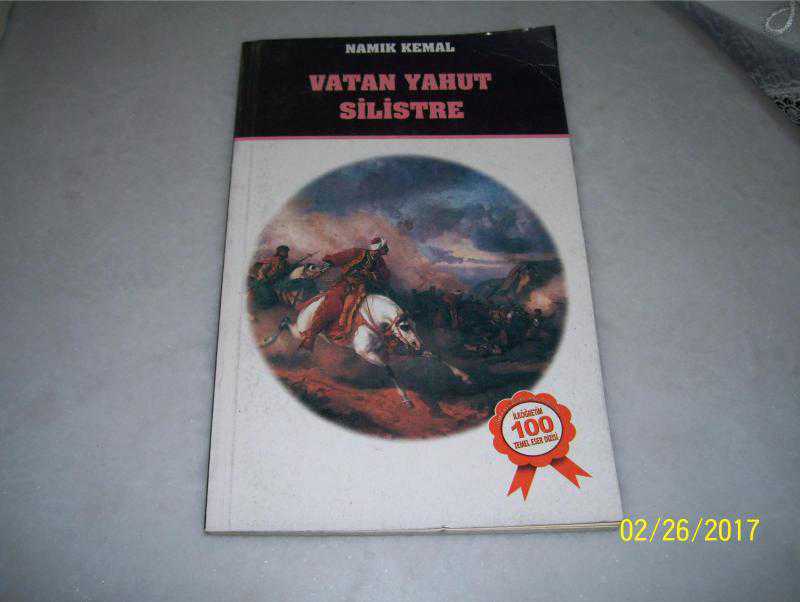 NAMIK KEMAL
VATAN YAHUT
SİLİSTRE
İLKÖĞRETİM
100
TEMEL ESER DİZİSİ
02/26/2017